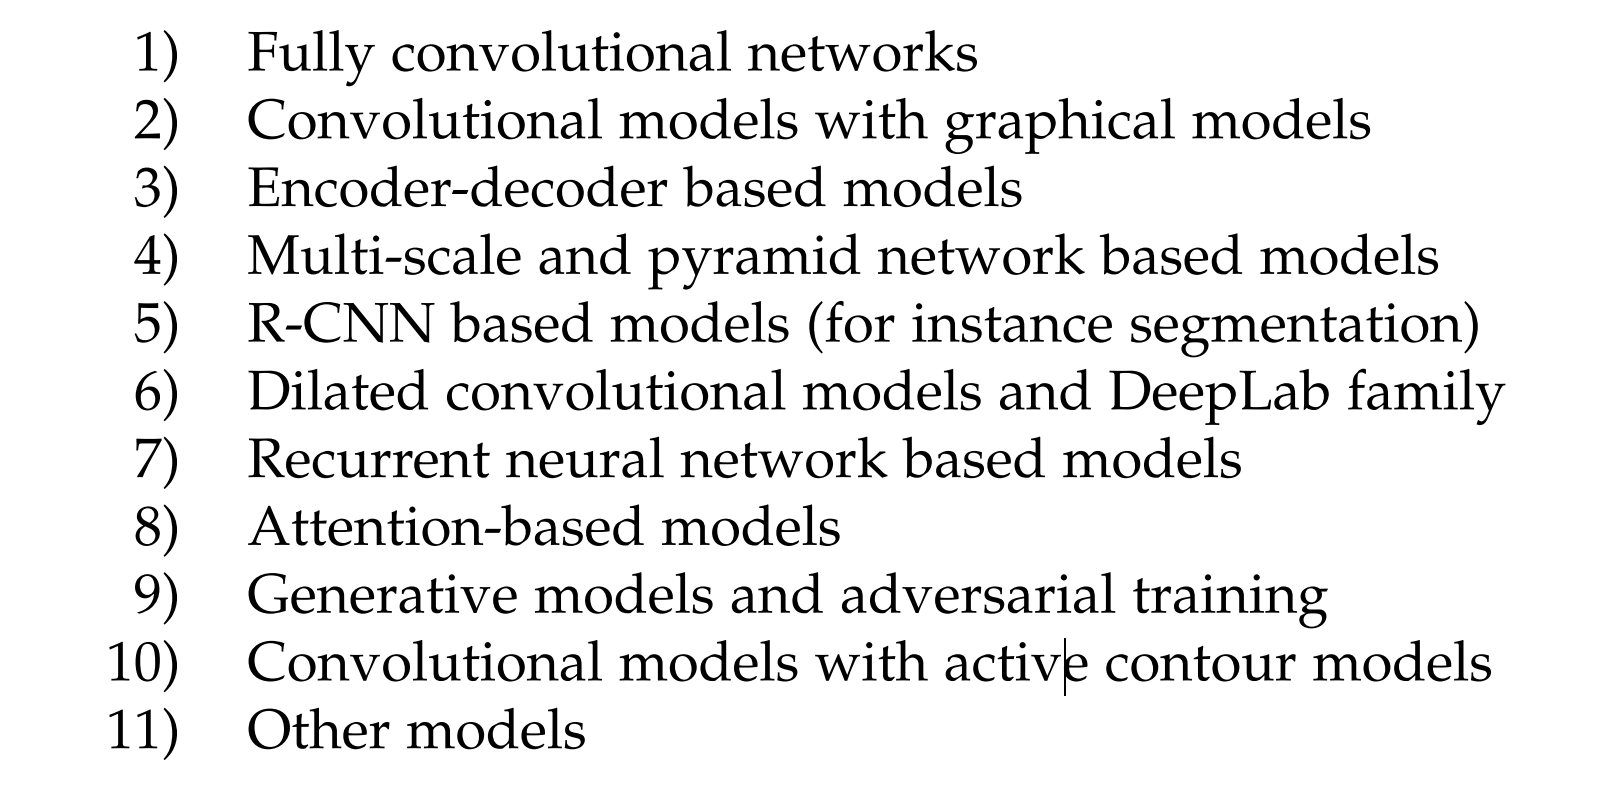 1) Fully convolutional networks
2) Convolutional models with graphical models
3) Encoder-decoder based models
4) Multi-scale and pyramid network based models
5) R-CNN based models (for instance segmentation)
6) Dilated convolutional models and DeepLab family
7) Recurrent neural network based models
8) Attention-based models
9) Generative models and adversarial training
10) Convolutional models with active contour models
11) Other models